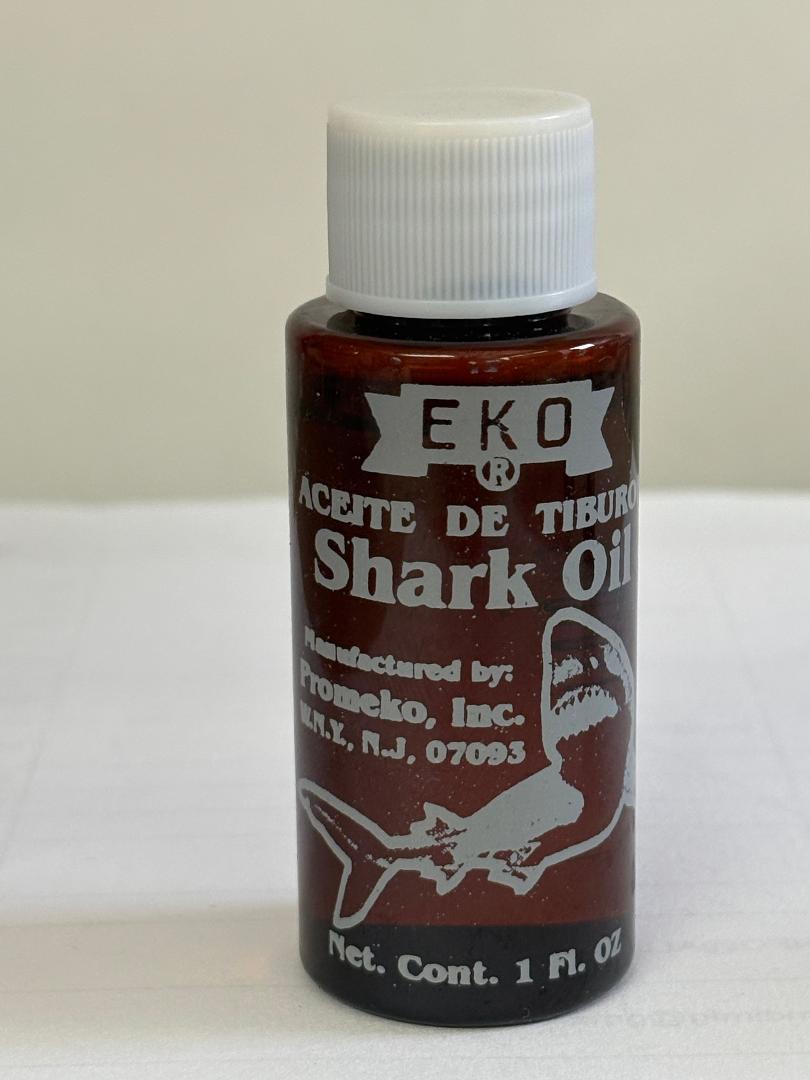 EKO
®
ACEITE DE TIBURO
Shark Oil
Manufactured by:
Promeko, Inc.
W.N.Y., N.J, 07093
Net. Cont. 1 Fl. OZ